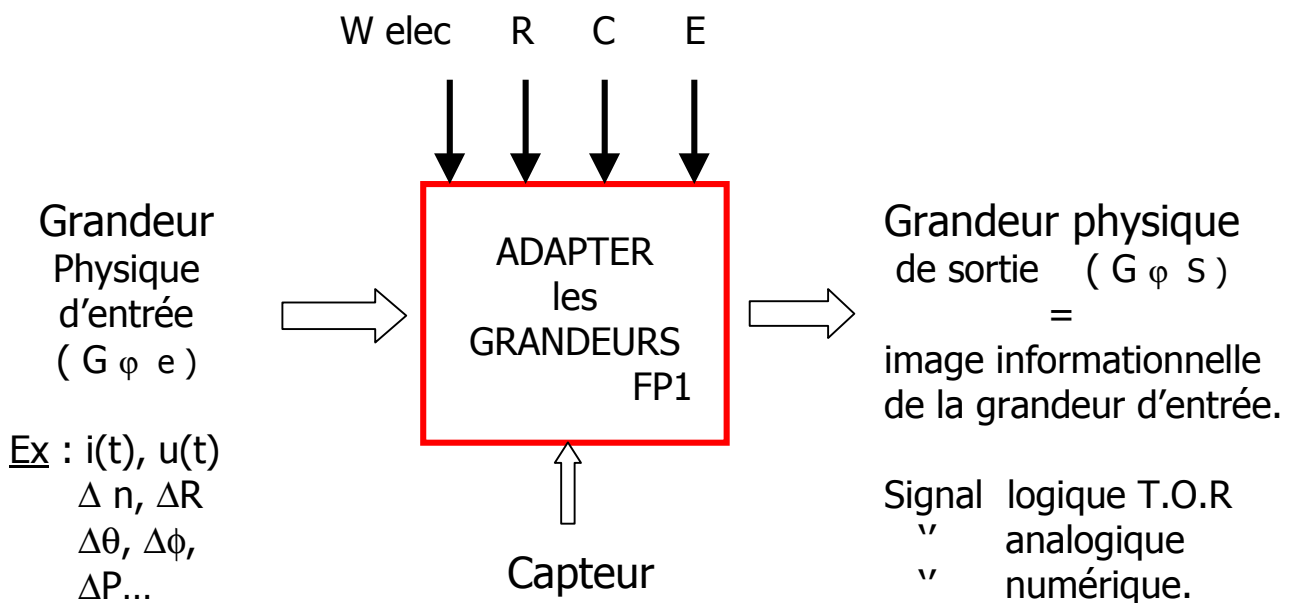 W elec R C E
Grandeur
Physique
d’entrée
( G φ e )
Ex : i(t), u(t)
Δ n, ΔR
Δθ, Δϕ,
ΔP...
ADAPTER
les
GRANDEURS
FP1
Capteur
Grandeur physique
de sortie ( G φ S )
=
image informationnelle
de la grandeur d’entrée.
Signal logique T.O.R
‘’ analogique
‘’ numérique.